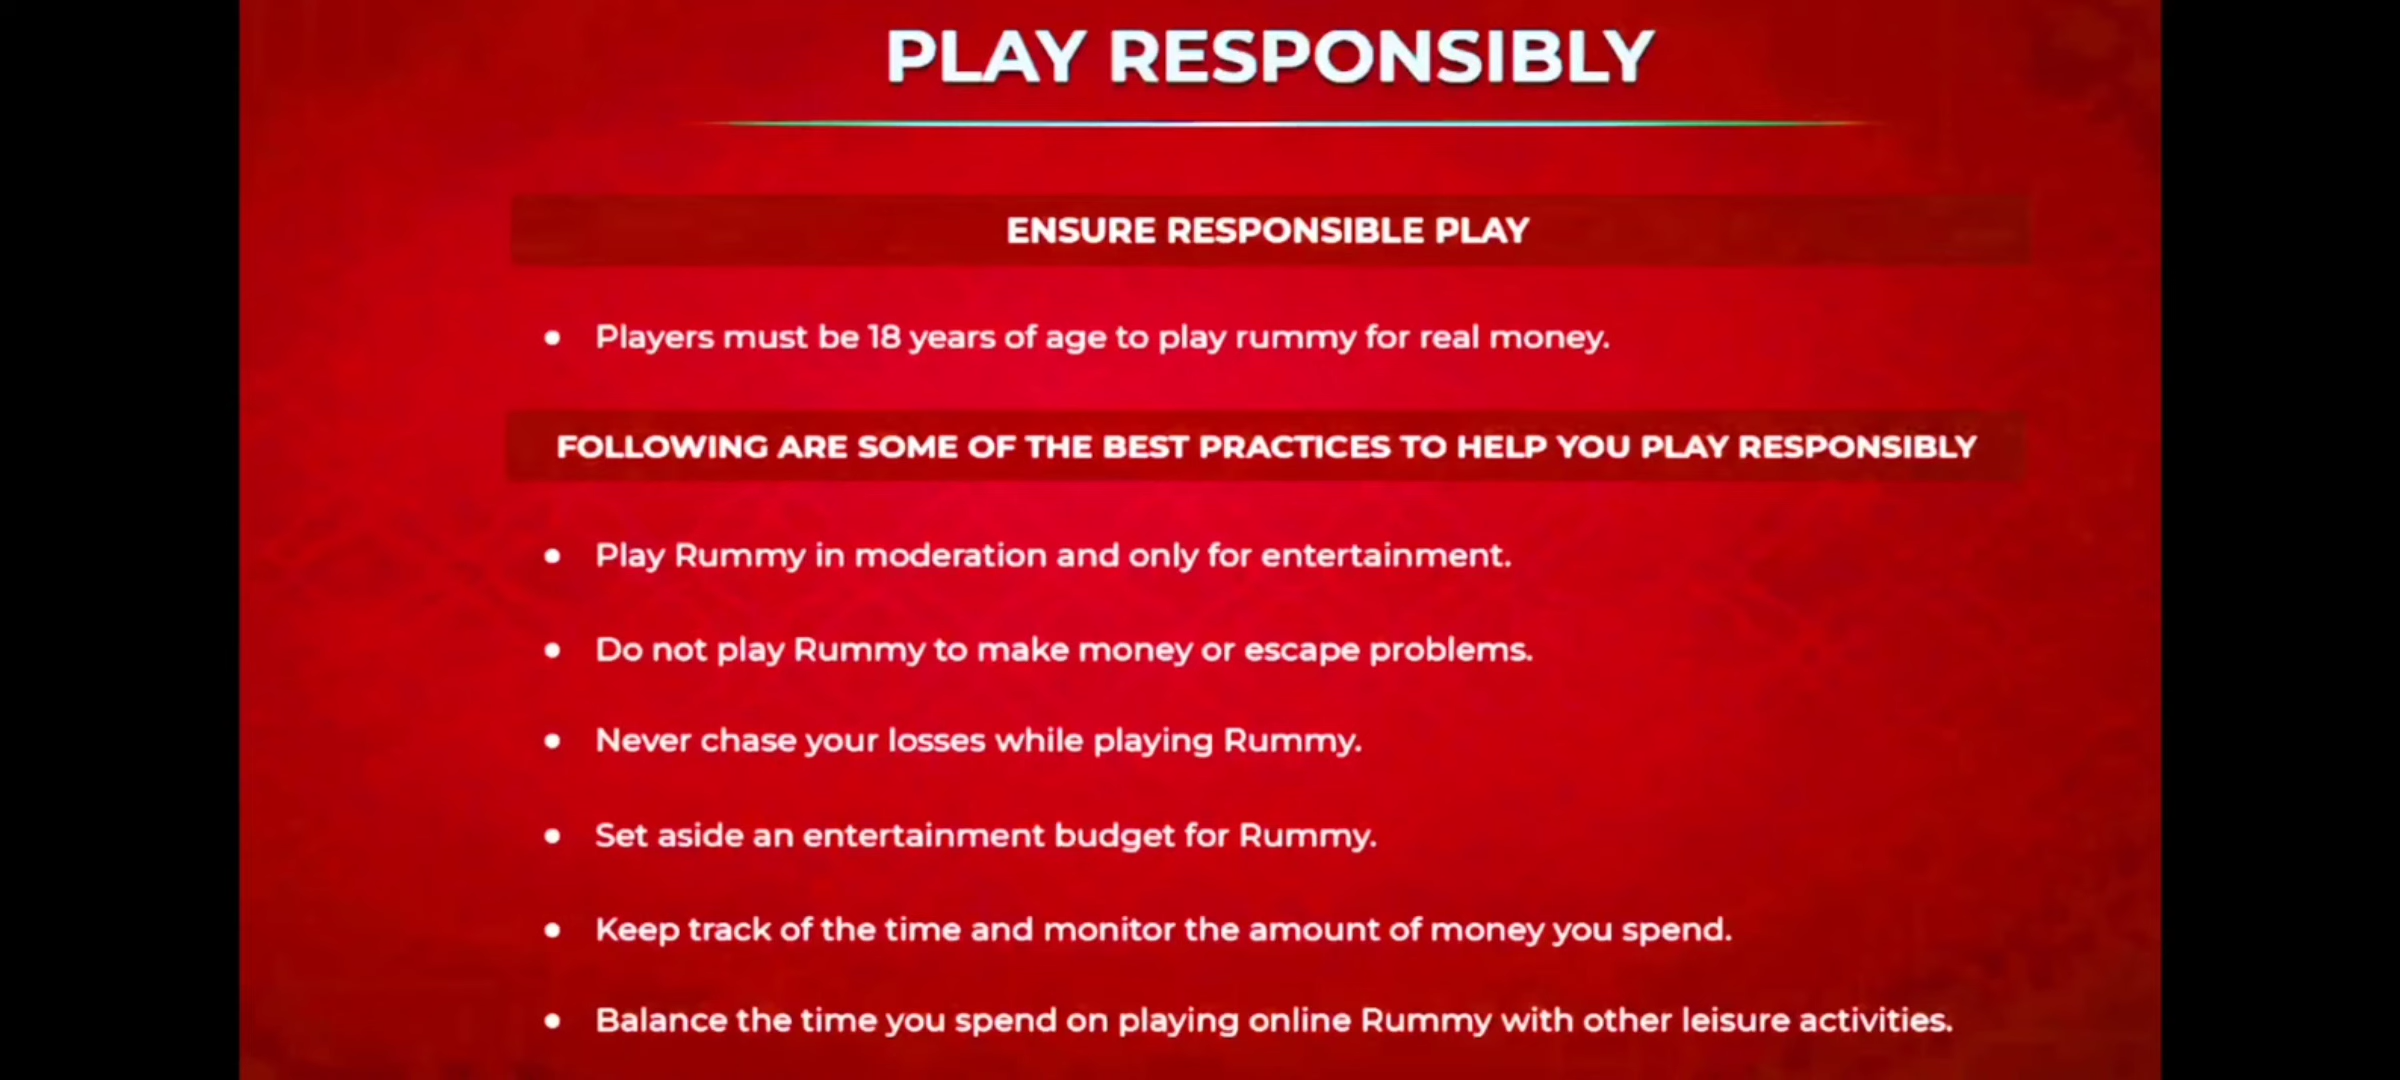 PLAY RESPONSIBLY
ENSURE RESPONSIBLE PLAY
• Players must be 18 years of age to play rummy for real money.
FOLLOWING ARE SOME OF THE BEST PRACTICES TO HELP YOU PLAY RESPONSIBLY
• Play Rummy in moderation and only for entertainment.
• Do not play Rummy to make money or escape problems.
• Never chase your losses while playing Rummy.
• Set aside an entertainment budget for Rummy.
• Keep track of the time and monitor the amount of money you spend.
• Balance the time you spend on playing online Rummy with other leisure activities.